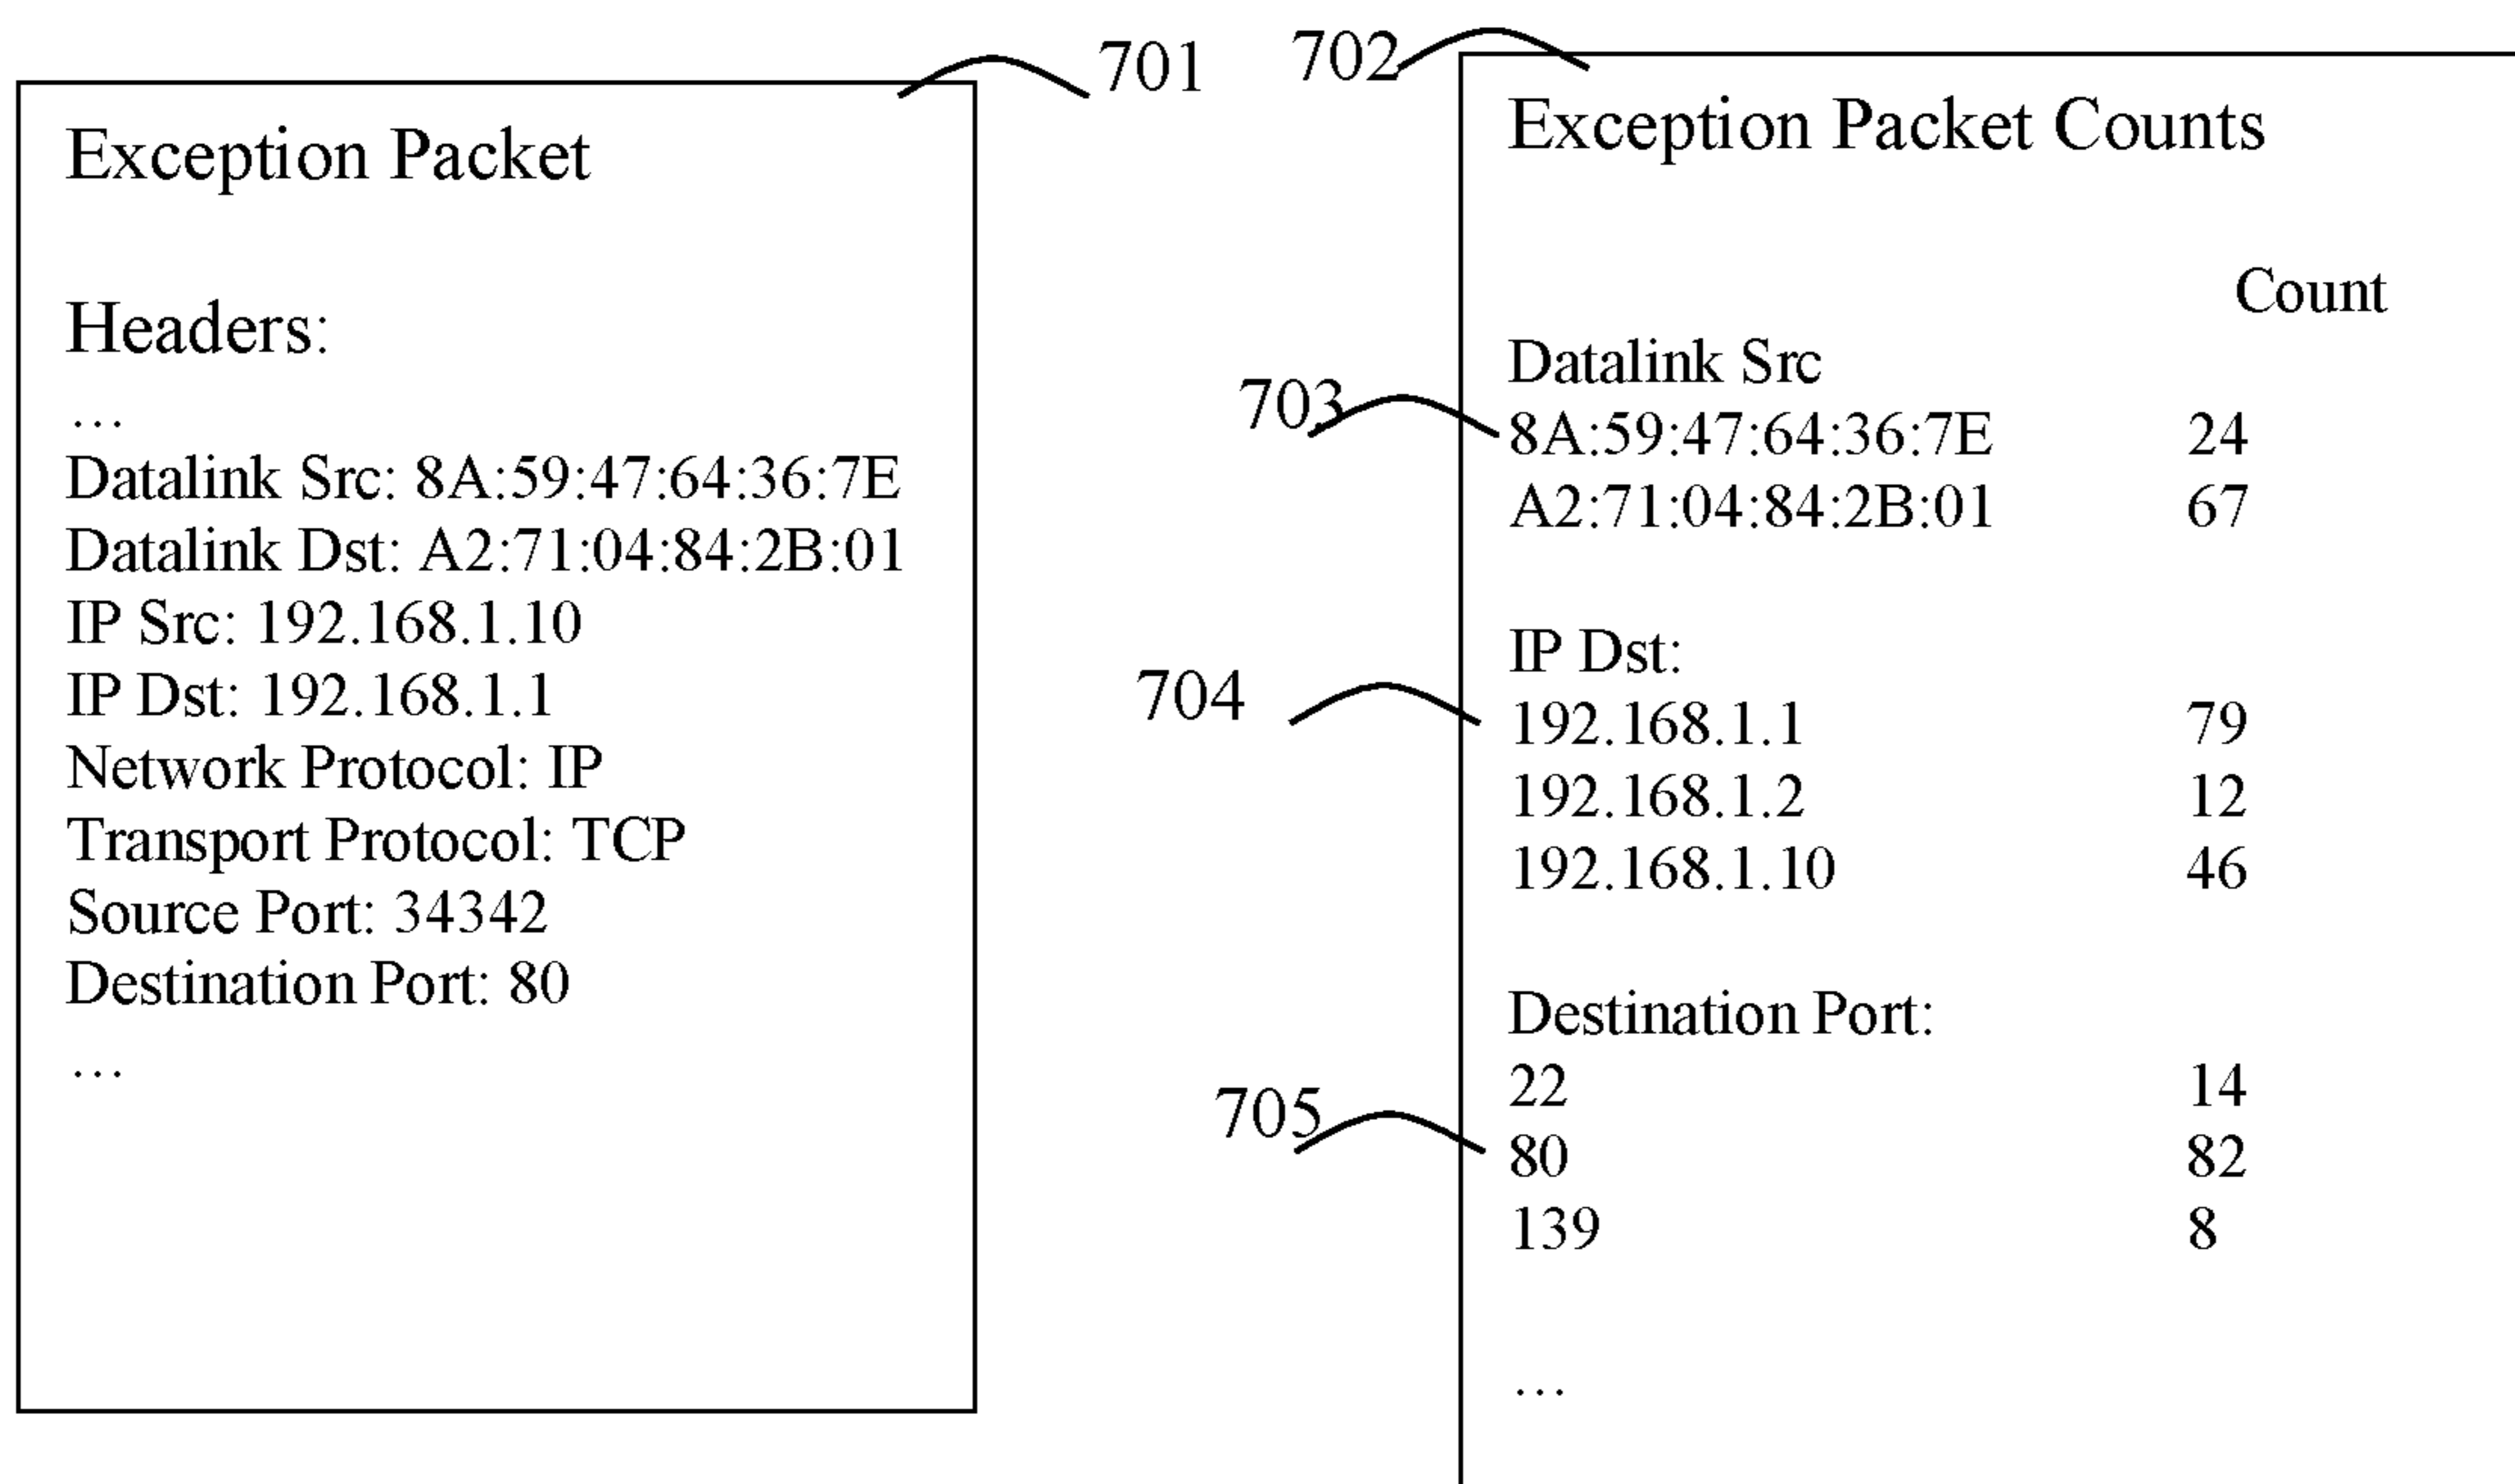 701
Exception Packet
Headers:
...
Datalink Src: 8A:59:47:64:36:7E
Datalink Dst: A2:71:04:84:2B:01
IP Src: 192.168.1.10
IP Dst: 192.168.1.1
Network Protocol: IP
Transport Protocol: TCP
Source Port: 34342
Destination Port: 80
...
702
Exception Packet Counts
Count
Datalink Src
703
8A:59:47:64:36:7E 24
A2:71:04:84:2B:01 67
IP Dst:
704
192.168.1.1 79
192.168.1.2 12
192.168.1.10 46
Destination Port:
22 14
705
80 82
139 8
...